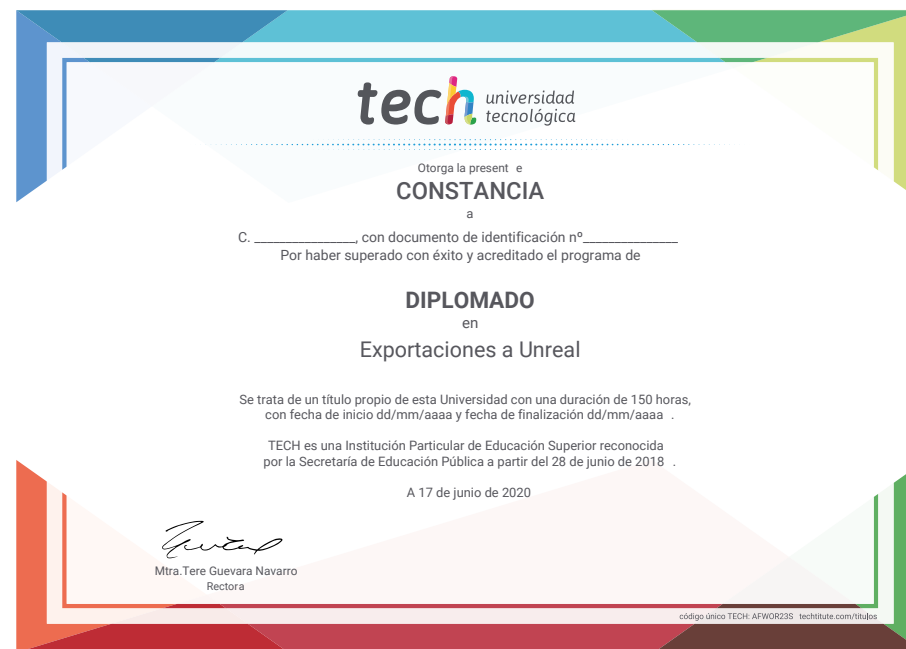 tech universidad
tecnológica
Otorga la present e
CONSTANCIA
a
C. _______________, con documento de identificación nº______________
Por haber superado con éxito y acreditado el programa de
DIPLOMADO
en
Exportaciones a Unreal
Se trata de un título propio de esta Universidad con una duración de 150 horas,
con fecha de inicio dd/mm/aaaa y fecha de finalización dd/mm/aaaa .
TECH es una Institución Particular de Educación Superior reconocida
por la Secretaría de Educación Pública a partir del 28 de junio de 2018 .
A 17 de junio de 2020
Mtra.Tere Guevara Navarro
Rectora
código único TECH: AFWOR23S techtitute.com/titulos